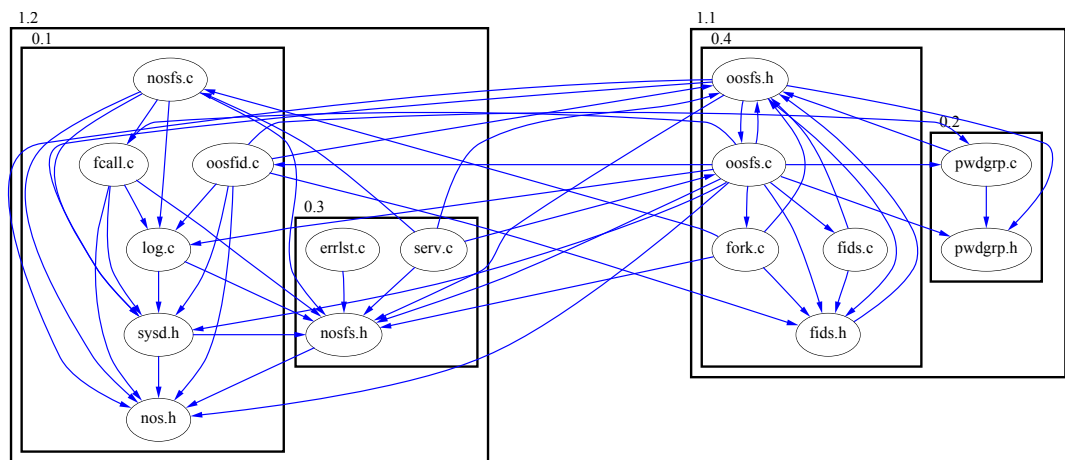 1.2
1.1
0.1
0.4
nosfs.c
oosfs.h
0.2
fcall.c
oosfid.c
oosfs.c
pwdgrp.c
0.3
log.c
errlst.c
serv.c
fork.c
fids.c
pwdgrp.h
sysd.h
nosfs.h
fids.h
nos.h